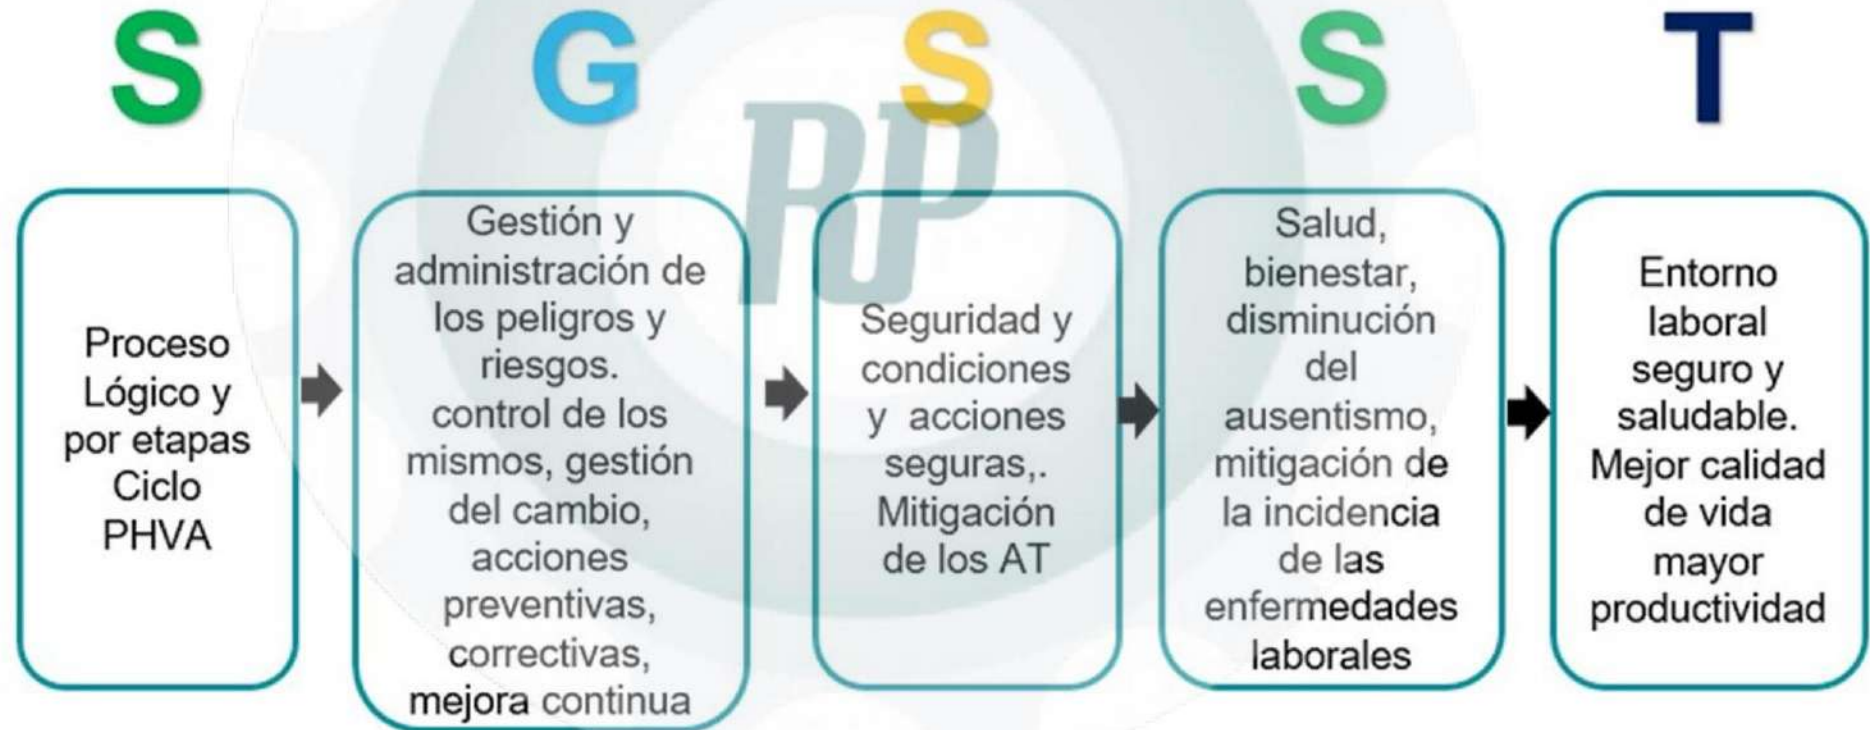 S
G
S
S
T
RP
Proceso
Lógico y
por etapas
Ciclo
PHVA
Gestión y
administración de
los peligros y
riesgos.
control de los
mismos, gestión
del cambio,
acciones
preventivas,
correctivas,
mejora continua
Seguridad y
condiciones
y acciones
seguras,.
Mitigación
de los AT
Salud,
bienestar,
disminución
del
ausentismo,
mitigación de
la incidencia
de las
enfermedades
laborales
Entorno
laboral
seguro y
saludable.
Mejor calidad
de vida
mayor
productividad